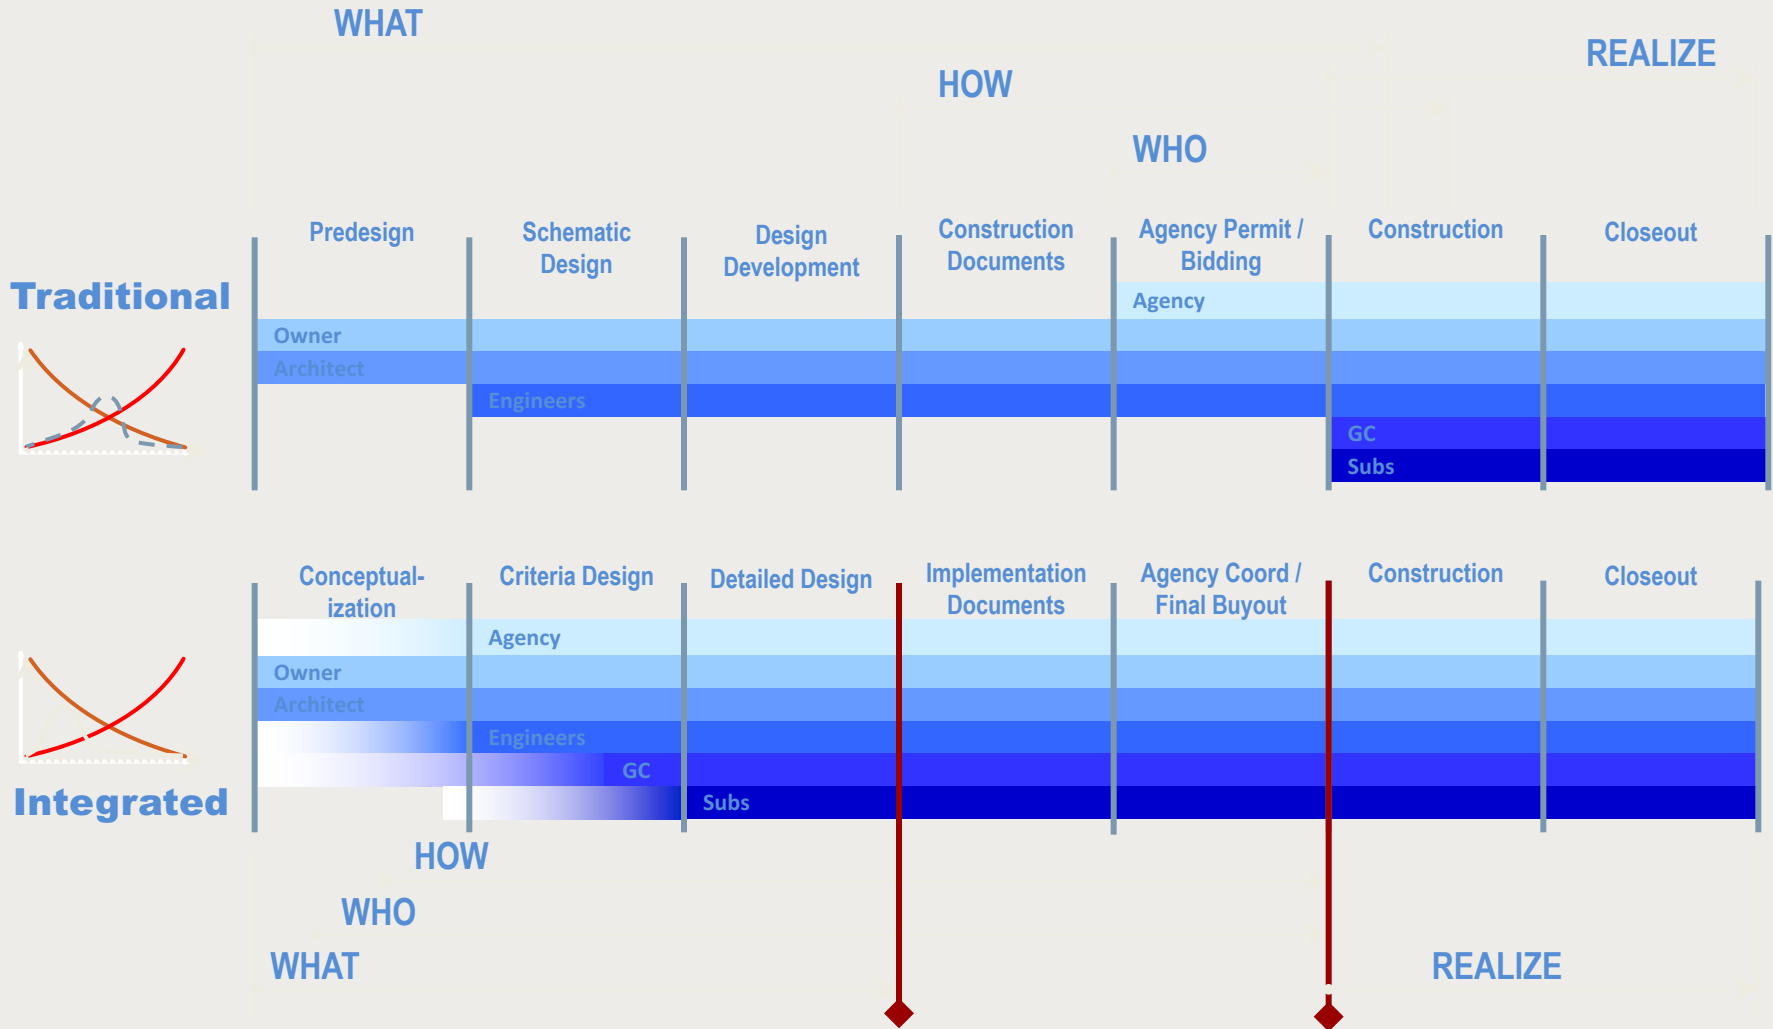 WHAT
REALIZE
HOW
WHO
Predesign
Schematic
Design
Design
Development
Construction
Documents
Agency Permit /
Bidding
Construction
Closeout
Traditional
Agency
Owner
Architect
Engineers
GC
Subs
Conceptual-
ization
Criteria Design
Detailed Design
Implementation
Documents
Agency Coord /
Final Buyout
Construction
Closeout
Agency
Owner
Architect
Engineers
GC
Integrated
Subs
HOW
WHO
WHAT
REALIZE